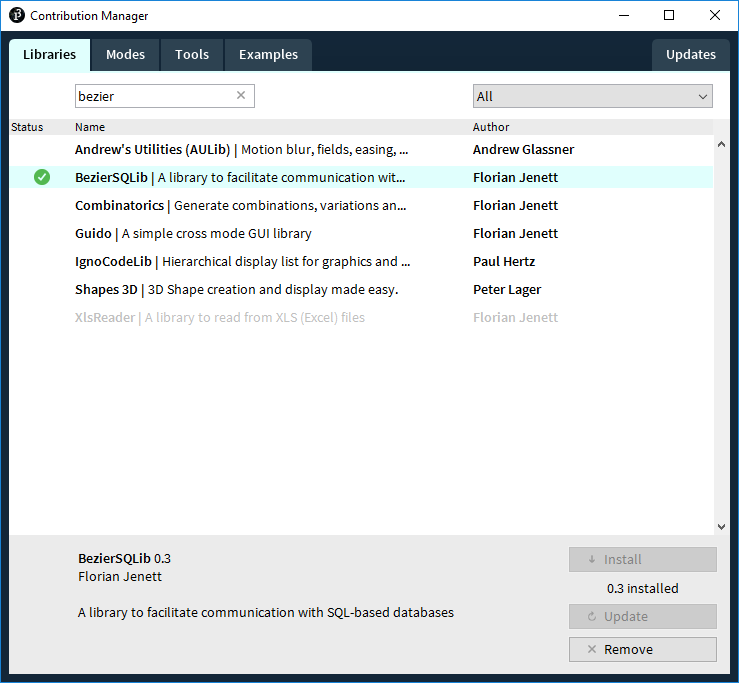 Contribution Manager
Libraries Modes Tools Examples Updates
bezier All
Status Name Author
Andrew's Utilities (AULib) | Motion blur, fields, easing, ... Andrew Glassner
BezierSQLib | A library to facilitate communication wit... Florian Jenett
Combinatorics | Generate combinations, variations an... Florian Jenett
Guido | A simple cross mode GUI library Florian Jenett
IgnoCodeLib | Hierarchical display list for graphics and ... Paul Hertz
Shapes 3D | 3D Shape creation and display made easy. Peter Lager
XlsReader | A library to read from XLS (Excel) files Florian Jenett
BezierSQLib 0.3
Florian Jenett
A library to facilitate communication with SQL-based databases
Install
0.3 installed
Update
Remove